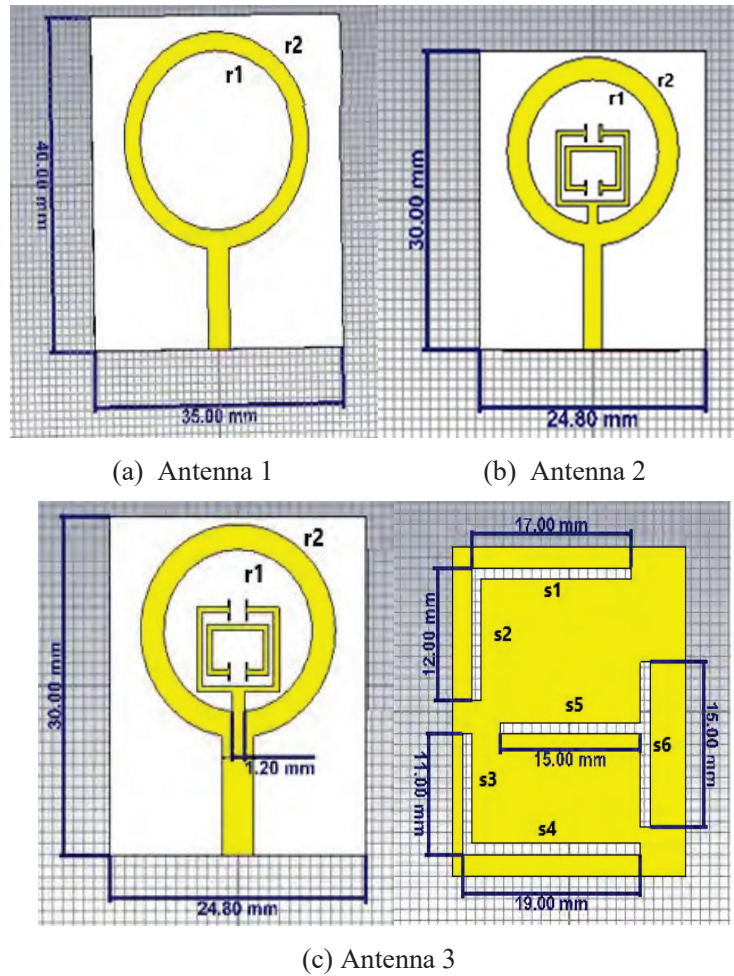 r2
r1
40.00 mm
35.00 mm
(a) Antenna 1
r2
r1
30.00 mm
24.80 mm
(b) Antenna 2
r2
r1
30.00 mm
1.20 mm
24.80 mm
17.00 mm
s1
12.00 mm
s2
s5
15.00 mm
s6
15.00 mm
11.00 mm
s3
s4
19.00 mm
(c) Antenna 3